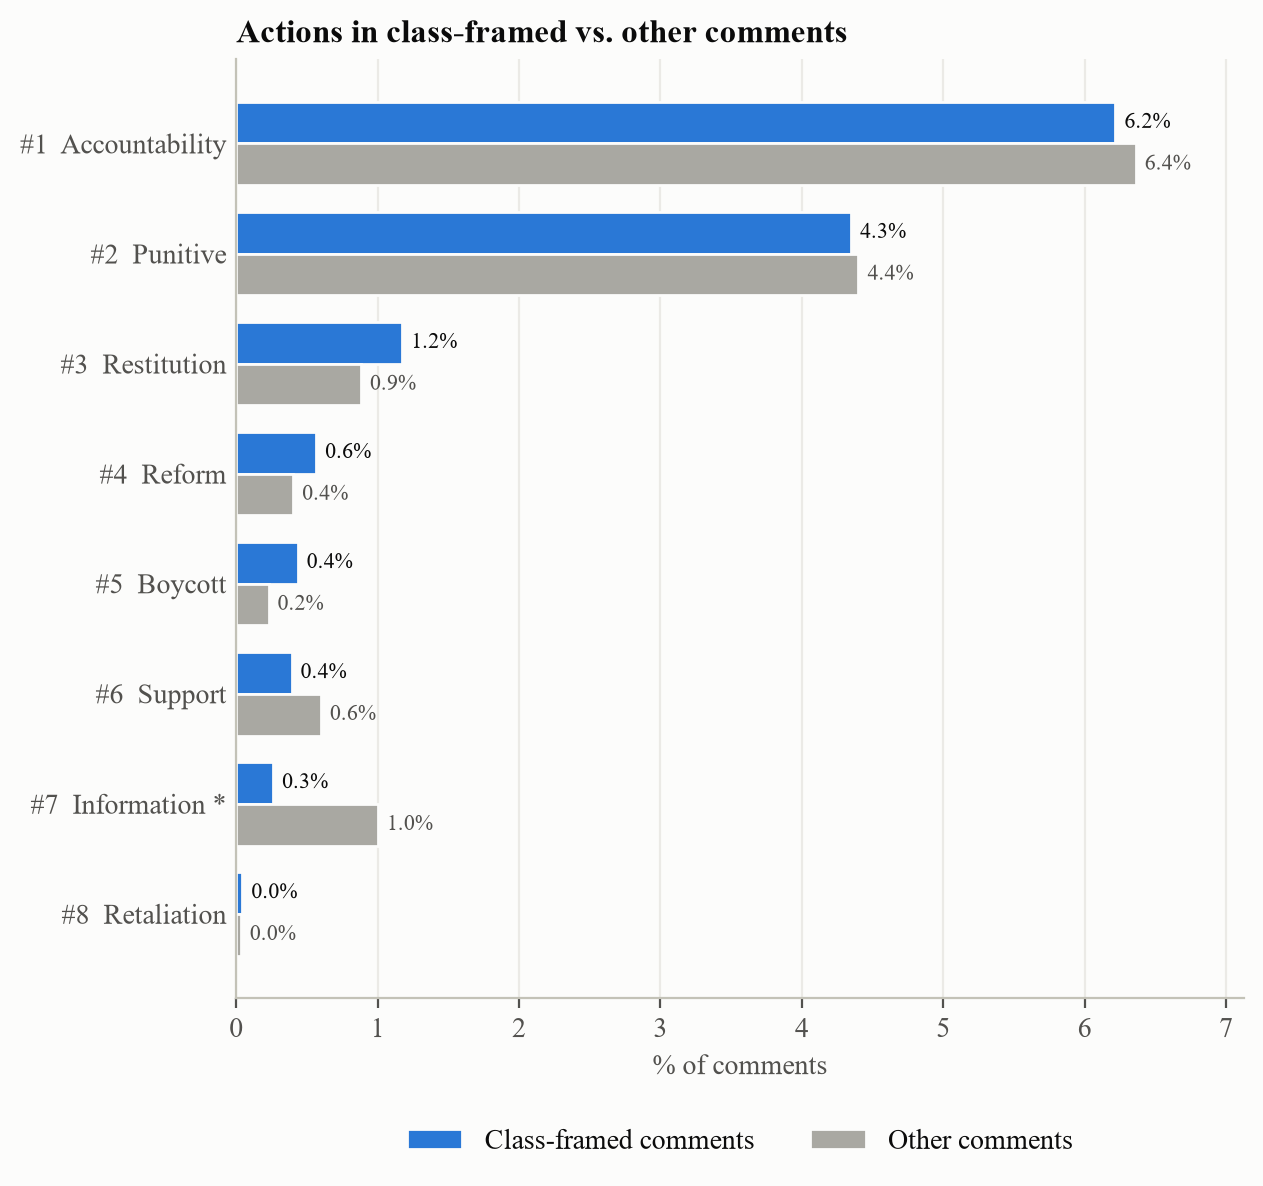 Actions in class-framed vs. other comments
#1 Accountability
6.2%
6.4%
#2 Punitive
4.3%
4.4%
#3 Restitution
1.2%
0.9%
#4 Reform
0.6%
0.4%
#5 Boycott
0.4%
0.2%
#6 Support
0.4%
0.6%
#7 Information *
0.3%
1.0%
#8 Retaliation
0.0%
0.0%
0 1 2 3 4 5 6 7
% of comments
Class-framed comments Other comments